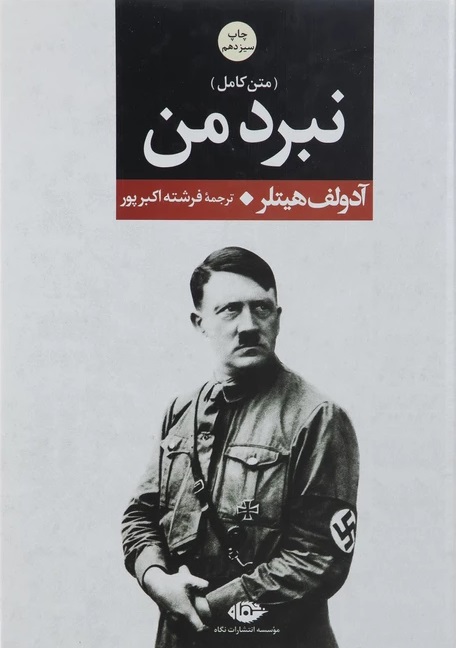 چاپ
سیزدهم
(متن کامل)
نبرد من
آدولف هیتلر ◆ ترجمهٔ فرشته اکبرپور
مؤسسه انتشارات نگاه